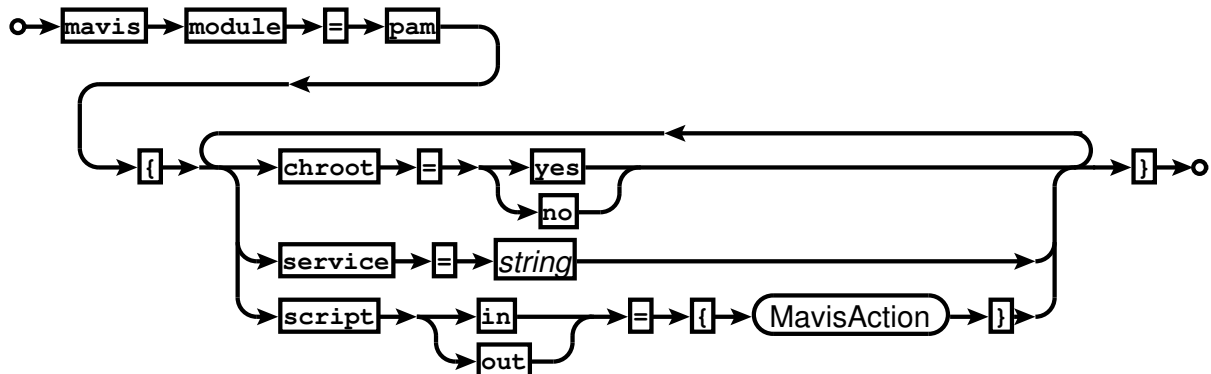 mavis module = pam
{ chroot = yes }
no
service = string
script in = { MavisAction }
out